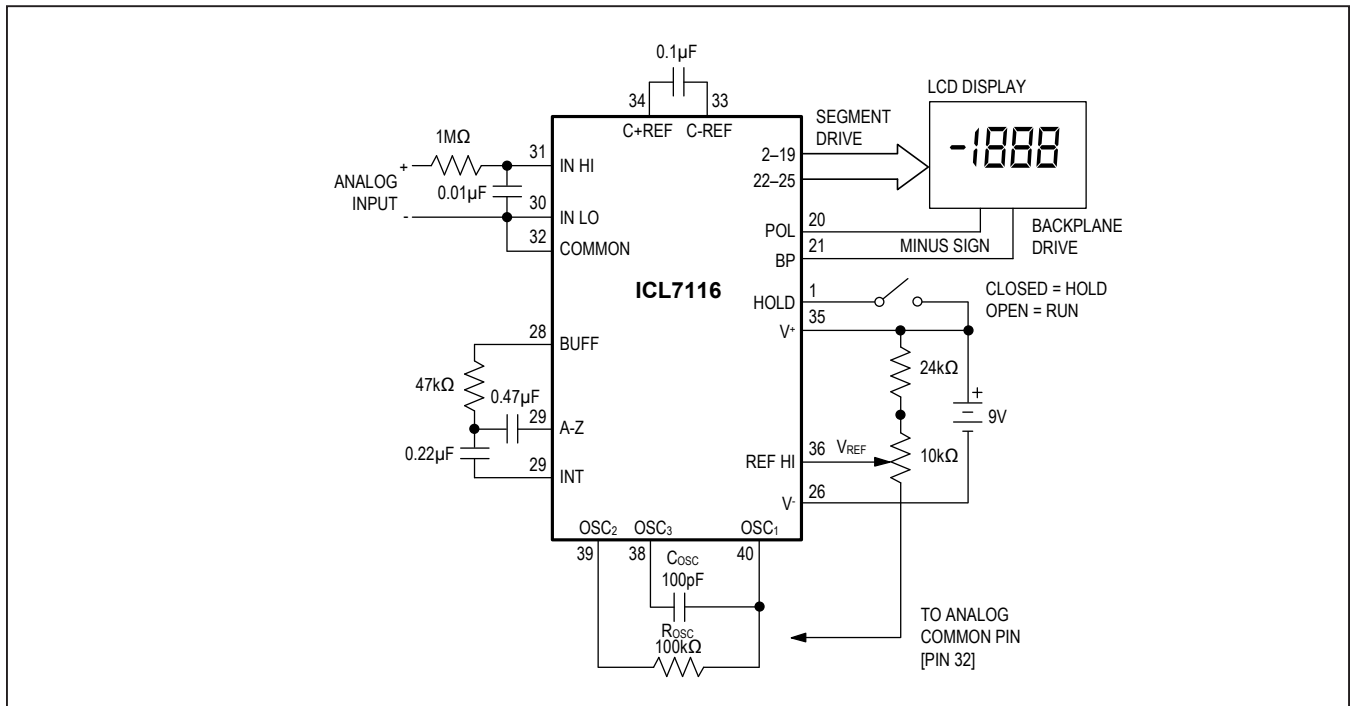 0.1µF
34
33
C+REF
C-REF
LCD DISPLAY
-1888
SEGMENT
DRIVE
1MΩ
31
IN HI
2–19
22–25
+
ANALOG
INPUT
-
0.01µF
30
IN LO
32
COMMON
POL
20
MINUS SIGN
BACKPLANE
DRIVE
BP
21
ICL7116
HOLD
1
CLOSED = HOLD
OPEN = RUN
V+
35
28
BUFF
24kΩ
+
9V
47kΩ
0.47µF
29
A-Z
0.22µF
29
INT
REF HI
36
VREF
10kΩ
V-
26
OSC2
OSC3
OSC1
39
38
40
COSC
100pF
ROSC
100kΩ
TO ANALOG
COMMON PIN
[PIN 32]